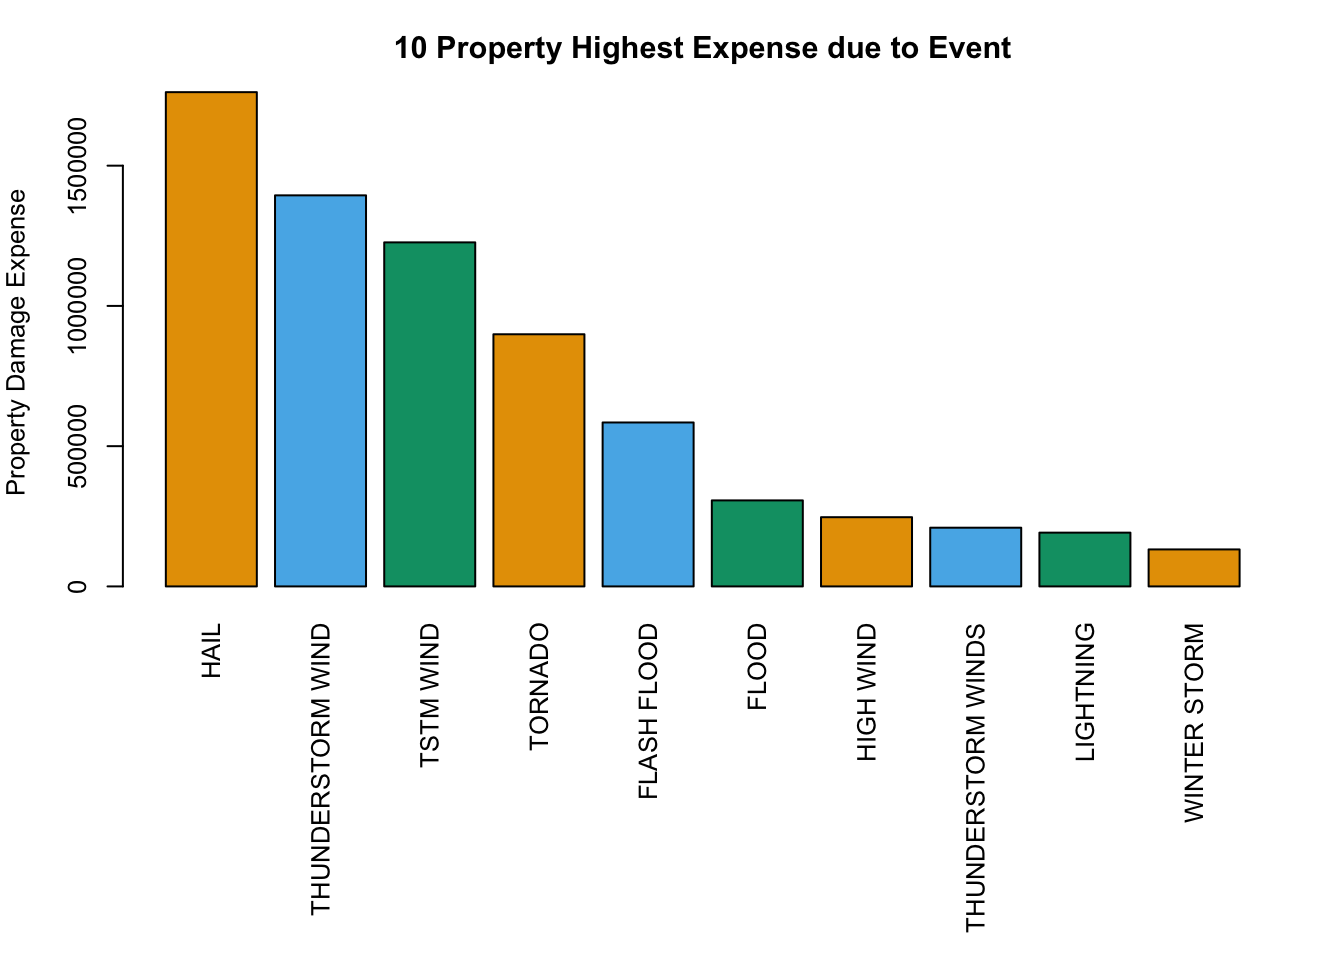 10 Property Highest Expense due to Event
Property Damage Expense
1500000
1000000
500000
0
HAIL
THUNDERSTORM WIND
TSTM WIND
TORNADO
FLASH FLOOD
FLOOD
HIGH WIND
THUNDERSTORM WINDS
LIGHTNING
WINTER STORM